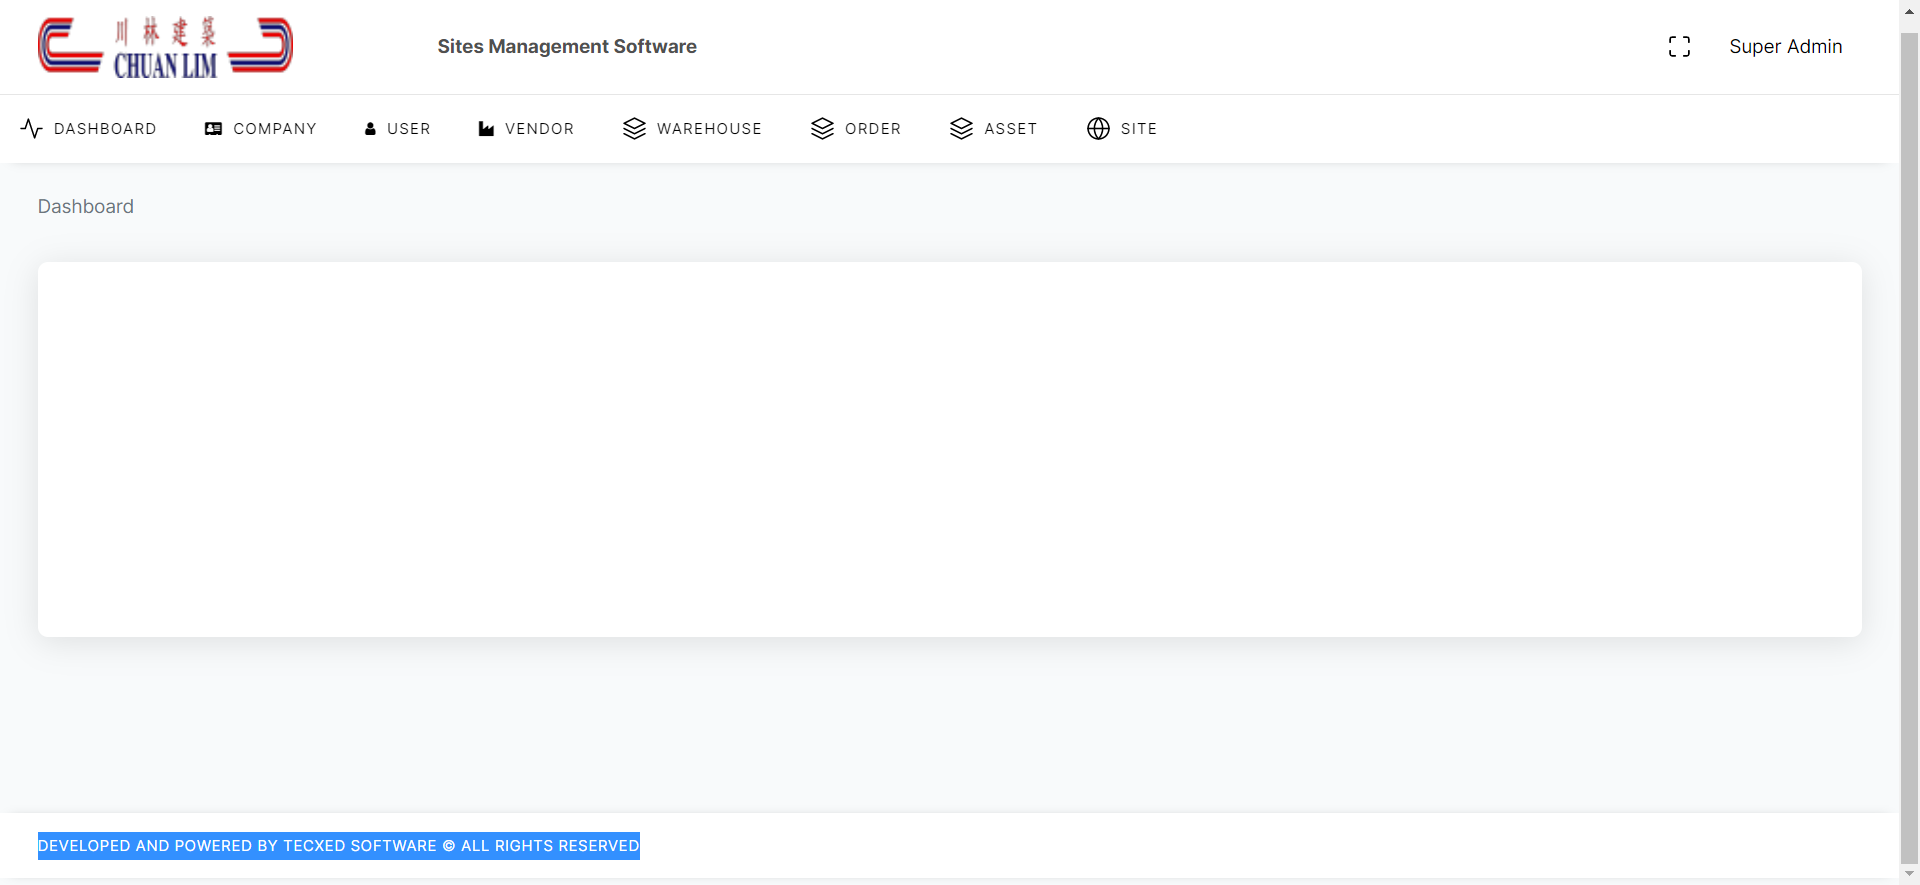 川林建築
CHUAN LIM
Sites Management Software
Super Admin
DASHBOARD COMPANY USER VENDOR WAREHOUSE ORDER ASSET SITE
Dashboard
DEVELOPED AND POWERED BY TECXED SOFTWARE © ALL RIGHTS RESERVED